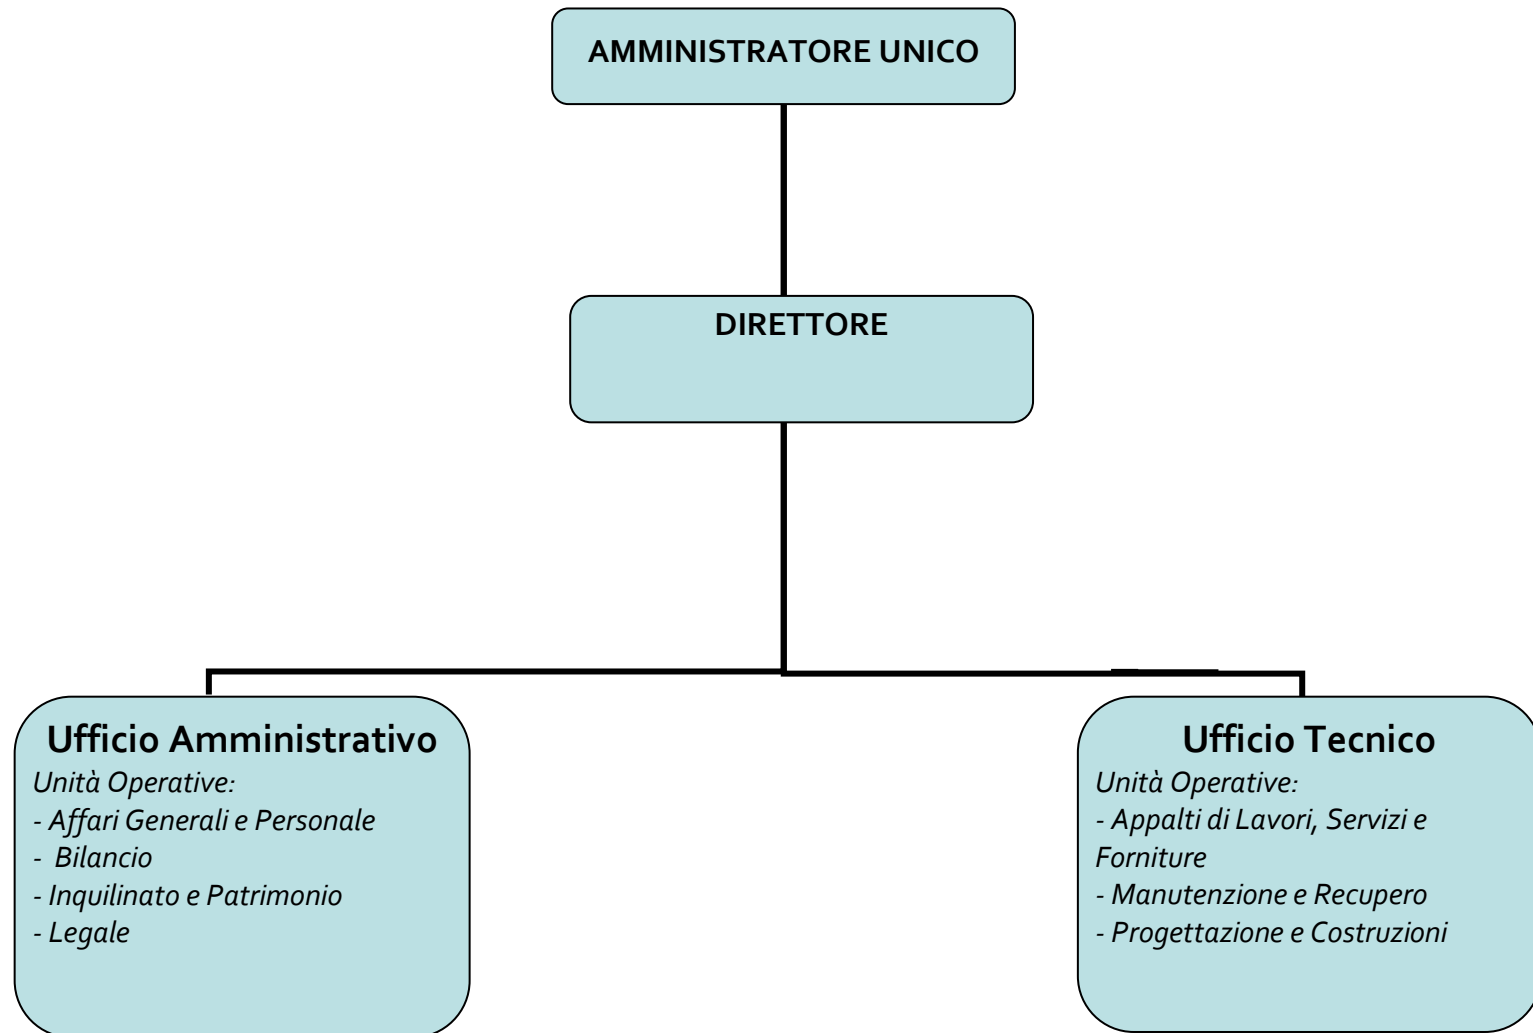 AMMINISTRATORE UNICO
DIRETTORE
Ufficio Amministrativo
Unità Operative:
- Affari Generali e Personale
- Bilancio
- Inquilinato e Patrimonio
- Legale
Ufficio Tecnico
Unità Operative:
- Appalti di Lavori, Servizi e
Forniture
- Manutenzione e Recupero
- Progettazione e Costruzioni